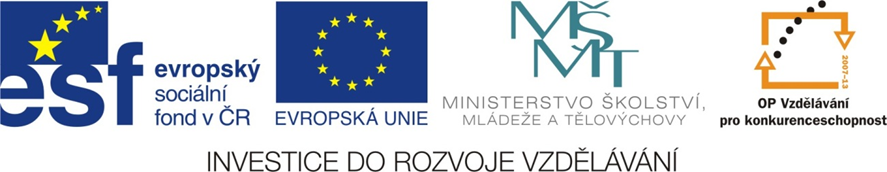 esf
evropský
sociální
fond v ČR
EVROPSKÁ UNIE
MŠMT
MINISTERSTVO ŠKOLSTVÍ,
MLÁDEŽE A TĚLOVÝCHOVY
2007-13
OP Vzdělávání
pro konkurenceschopnost
INVESTICE DO ROZVOJE VZDĚLÁVÁNÍ